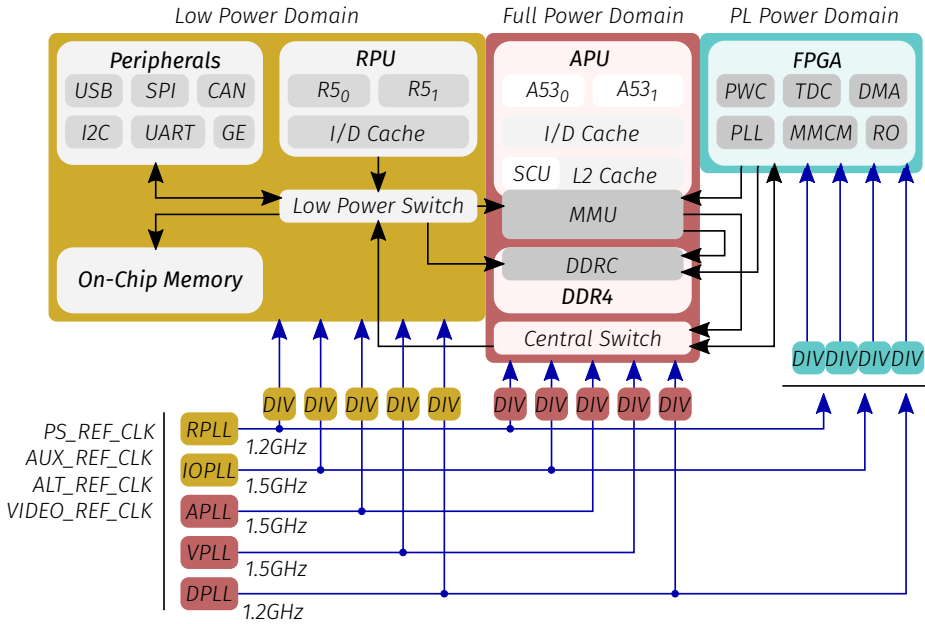 Low Power Domain
Full Power Domain
PL Power Domain
Peripherals
USB SPI CAN
I2C UART GE
RPU
R5₀ R5₁
I/D Cache
Low Power Switch
On-Chip Memory
APU
A53₀ A53₁
I/D Cache
SCU L2 Cache
MMU
DDRC
DDR4
Central Switch
FPGA
PWC TDC DMA
PLL MMCM RO
DIV DIV DIV DIV
DIV DIV DIV DIV DIV
DIV DIV DIV DIV DIV
PS_REF_CLK
AUX_REF_CLK
ALT_REF_CLK
VIDEO_REF_CLK
RPLL
1.2GHz
IOPLL
1.5GHz
APLL
1.5GHz
VPLL
1.5GHz
DPLL
1.2GHz